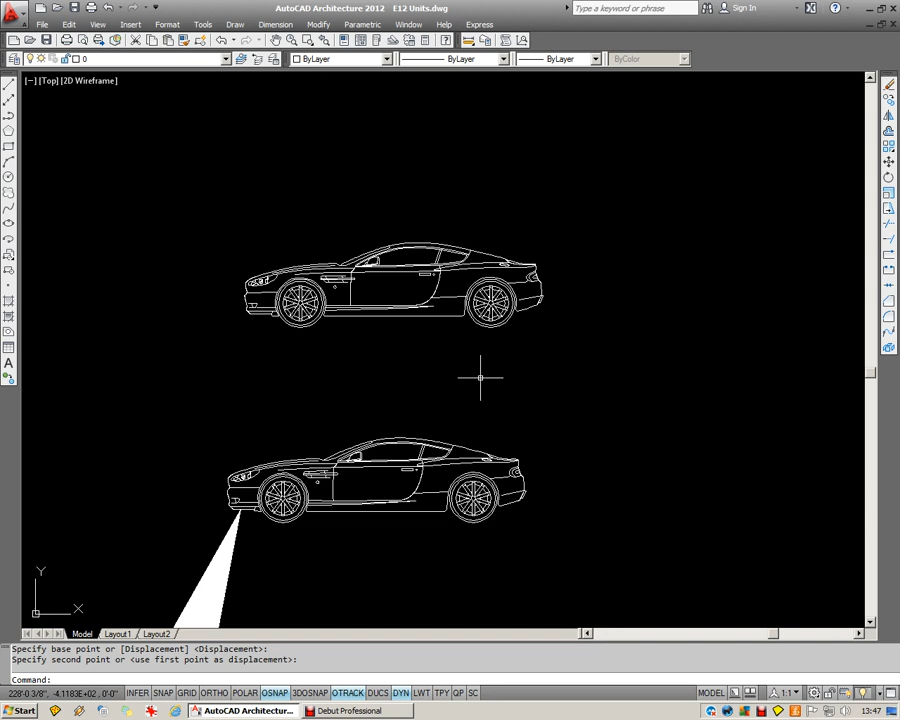 AutoCAD Architecture 2012 E12 Units.dwg
Type a keyword or phrase
Sign In
File Edit View Insert Format Tools Draw Dimension Modify Parametric Window Help Express
0 ByLayer ByLayer ByLayer ByColor
[−] [Top] [2D Wireframe]
A
Y
X
Model Layout1 Layout2
Specify base point or [Displacement] <Displacement>:
Specify second point or <use first point as displacement>:
Command:
228'-0 3/8", -4.1183E+02 , 0'-0" INFER SNAP GRID ORTHO POLAR OSNAP 3DOSNAP OTRACK DUCS DYN LWT TPY QP SC MODEL 1:1
Start AutoCAD Architectur... Debut Professional 13:47